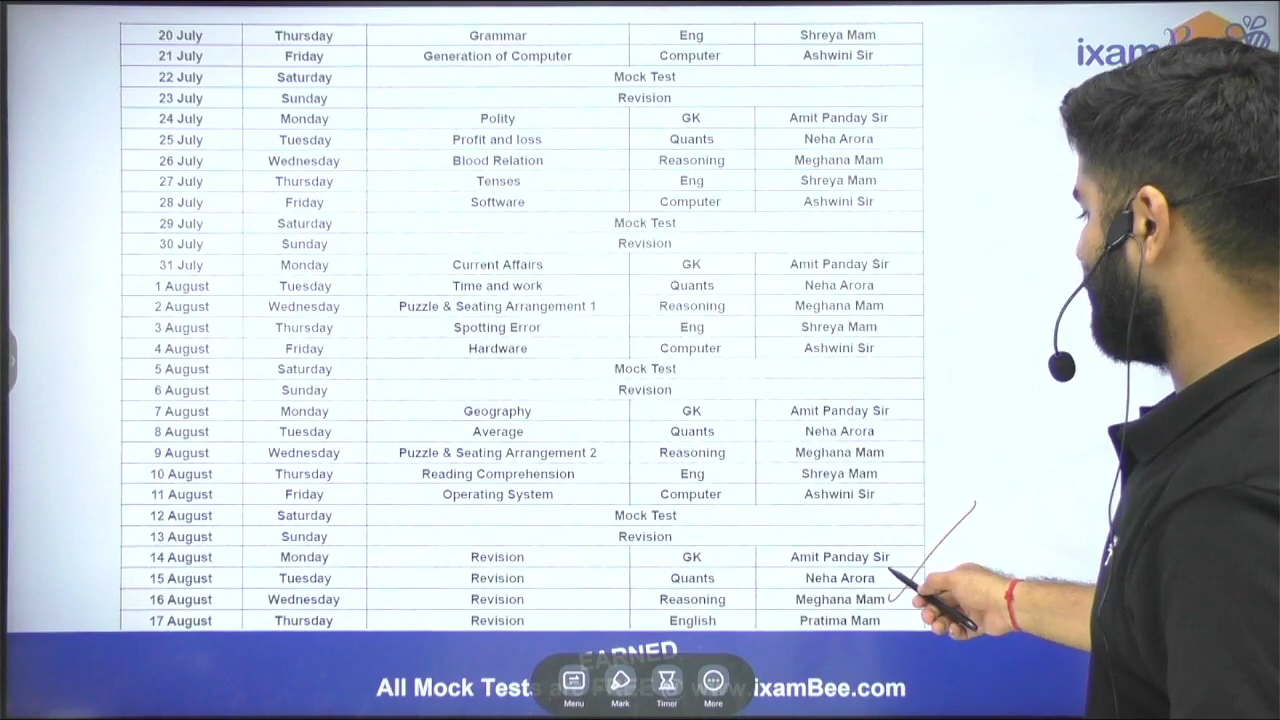 ixam
20 July Thursday Grammar Eng Shreya Mam
21 July Friday Generation of Computer Computer Ashwini Sir
22 July Saturday Mock Test
23 July Sunday Revision
24 July Monday Polity GK Amit Panday Sir
25 July Tuesday Profit and loss Quants Neha Arora
26 July Wednesday Blood Relation Reasoning Meghana Mam
27 July Thursday Tenses Eng Shreya Mam
28 July Friday Software Computer Ashwini Sir
29 July Saturday Mock Test
30 July Sunday Revision
31 July Monday Current Affairs GK Amit Panday Sir
1 August Tuesday Time and work Quants Neha Arora
2 August Wednesday Puzzle & Seating Arrangement 1 Reasoning Meghana Mam
3 August Thursday Spotting Error Eng Shreya Mam
4 August Friday Hardware Computer Ashwini Sir
5 August Saturday Mock Test
6 August Sunday Revision
7 August Monday Geography GK Amit Panday Sir
8 August Tuesday Average Quants Neha Arora
9 August Wednesday Puzzle & Seating Arrangement 2 Reasoning Meghana Mam
10 August Thursday Reading Comprehension Eng Shreya Mam
11 August Friday Operating System Computer Ashwini Sir
12 August Saturday Mock Test
13 August Sunday Revision
14 August Monday Revision GK Amit Panday Sir
15 August Tuesday Revision Quants Neha Arora
16 August Wednesday Revision Reasoning Meghana Mam
17 August Thursday Revision English Pratima Mam
EARNED
All Mock Tests are FREE @ www.ixamBee.com
Menu Mark Timer More